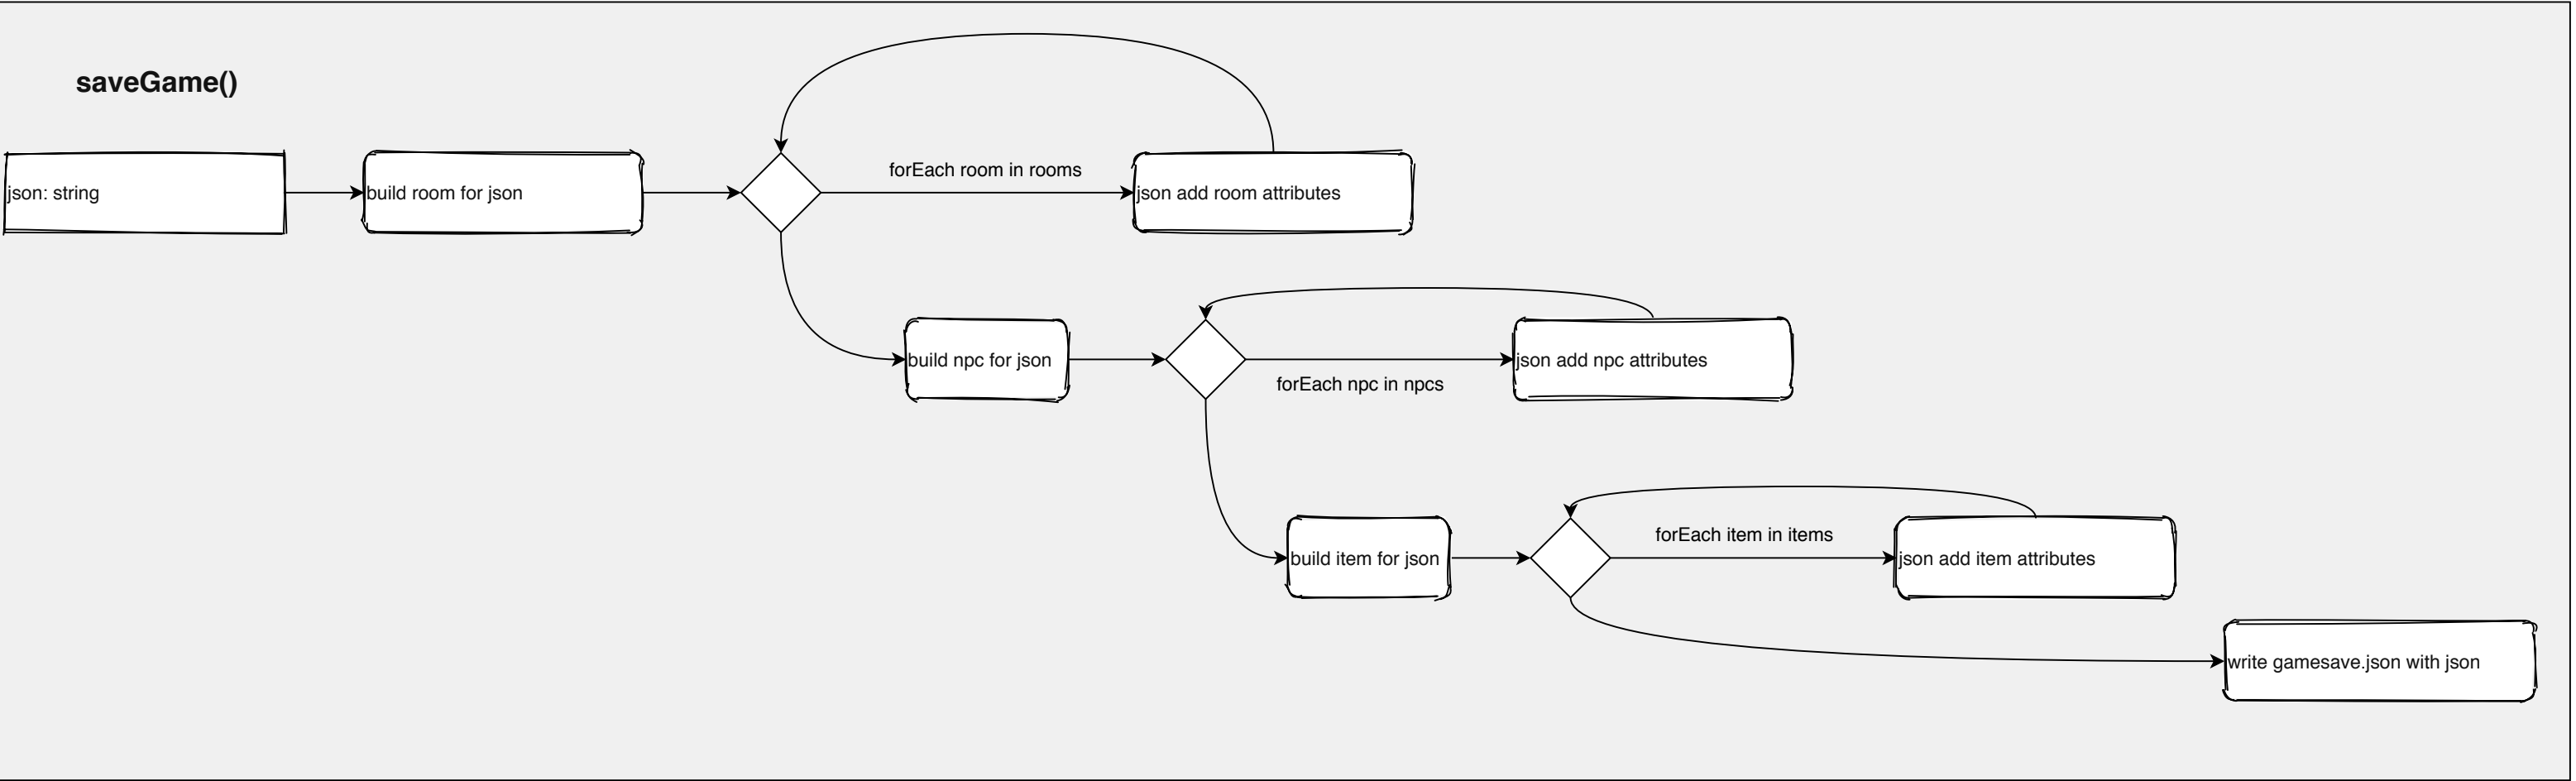 saveGame()
json: string
build room for json
forEach room in rooms
json add room attributes
build npc for json
forEach npc in npcs
json add npc attributes
build item for json
forEach item in items
json add item attributes
write gamesave.json with json